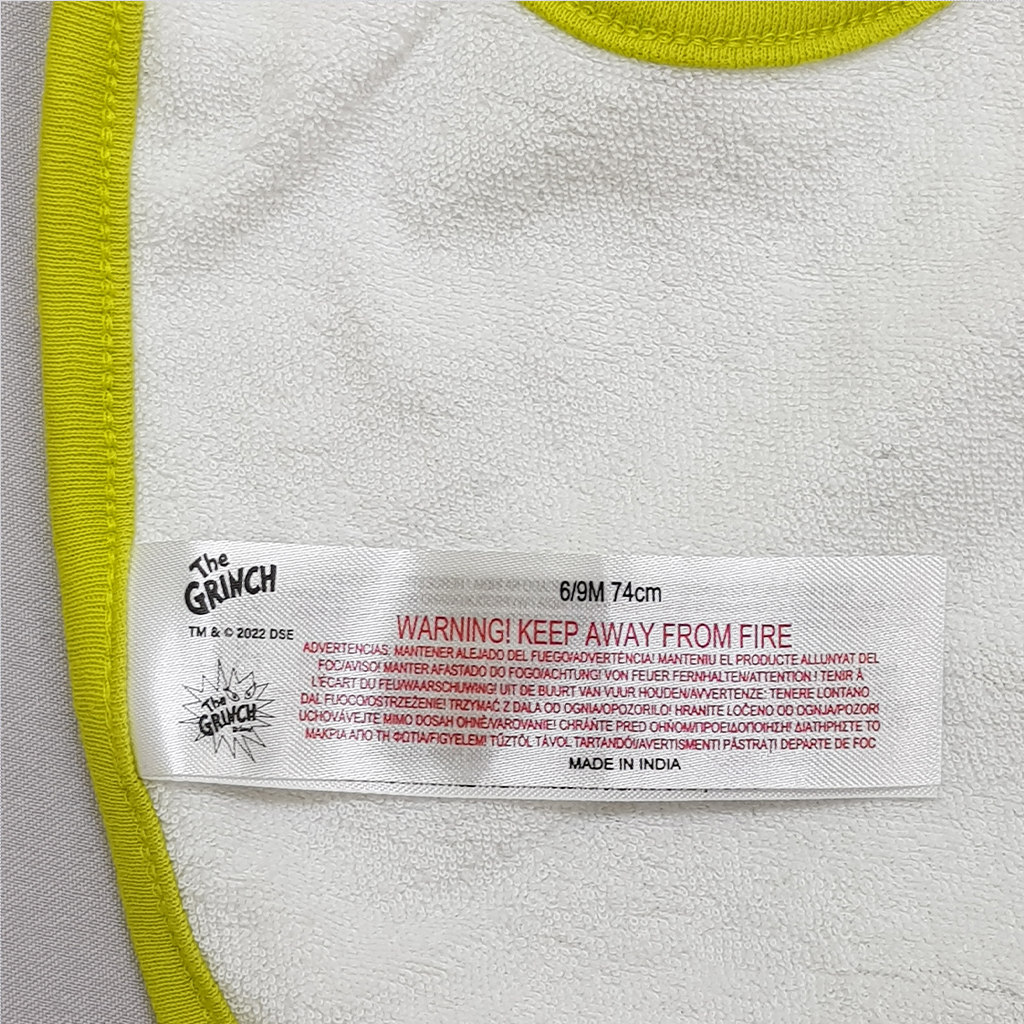 The
GRINCH
TM & © 2022 DSE
The
GRINCH
6/9M 74cm
WARNING! KEEP AWAY FROM FIRE
ADVERTENCIAS: MANTENER ALEJADO DEL FUEGO/ADVERTÈNCIA! MANTENIU EL PRODUCTE ALLUNYAT DEL
FOC/AVISO! MANTER AFASTADO DO FOGO/ACHTUNG! VON FEUER FERNHALTEN/ATTENTION ! TENIR À
L'ÉCART DU FEU/WAARSCHUWING! UIT DE BUURT VAN VUUR HOUDEN/AVVERTENZE: TENERE LONTANO
DAL FUOCO/OSTRZEŻENIE! TRZYMAĆ Z DALA OD OGNIA/OPOZORILO! HRANITE LOČENO OD OGNJA/POZOR!
UCHOVÁVEJTE MIMO DOSAH OHNĚ/VAROVANIE! CHRÁŇTE PRED OHŇOM/ΠΡΟΕΙΔΟΠΟΙΗΣΗ! ΔΙΑΤΗΡΗΣΤΕ ΤΟ
ΜΑΚΡΙΑ ΑΠΟ ΤΗ ΦΩΤΙΑ/FIGYELEM! TŰZTŐL TÁVOL TARTANDÓ!/AVERTISMENT! PĂSTRAȚI DEPARTE DE FOC
MADE IN INDIA